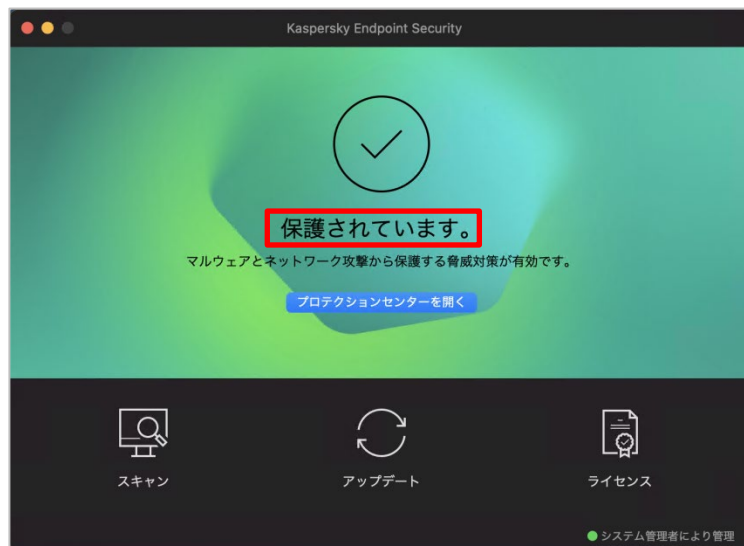 Kaspersky Endpoint Security
保護されています。
マルウェアとネットワーク攻撃から保護する脅威対策が有効です。
プロテクションセンターを開く
スキャン
アップデート
ライセンス
システム管理者により管理